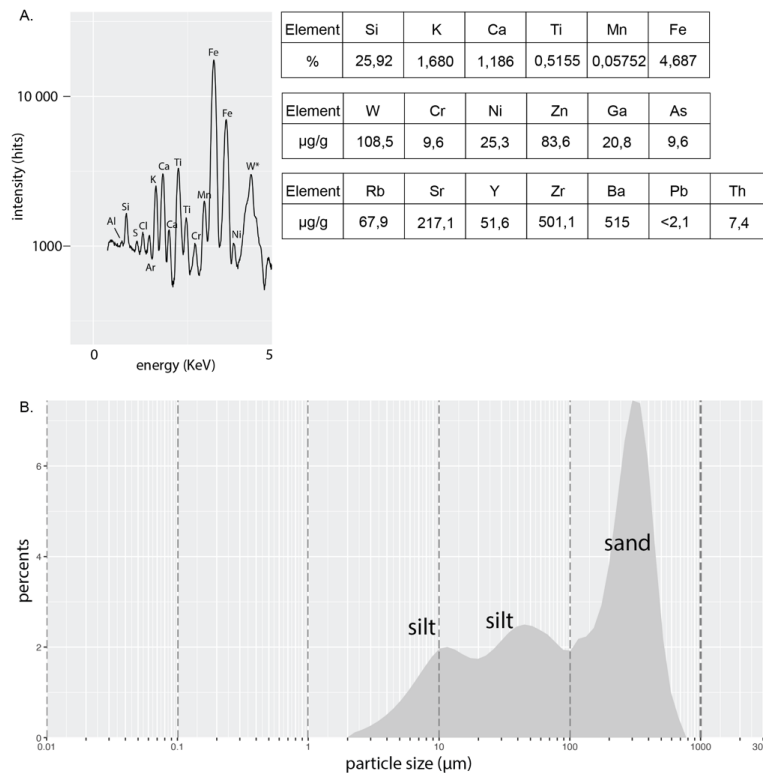 A.
intensity (hits)
10 000
1000
Al
Si
S
Cl
Ar
K
Ca
Ca
Ti
Ti
Cr
Mn
Fe
Fe
Ni
W*
0
5
energy (KeV)
Element Si K Ca Ti Mn Fe
% 25,92 1,680 1,186 0,5155 0,05752 4,687
Element W Cr Ni Zn Ga As
µg/g 108,5 9,6 25,3 83,6 20,8 9,6
Element Rb Sr Y Zr Ba Pb Th
µg/g 67,9 217,1 51,6 501,1 515 <2,1 7,4
B.
percents
6
4
2
0
silt
silt
sand
0.01 0.1 1 10 100 1000 30
particle size (µm)